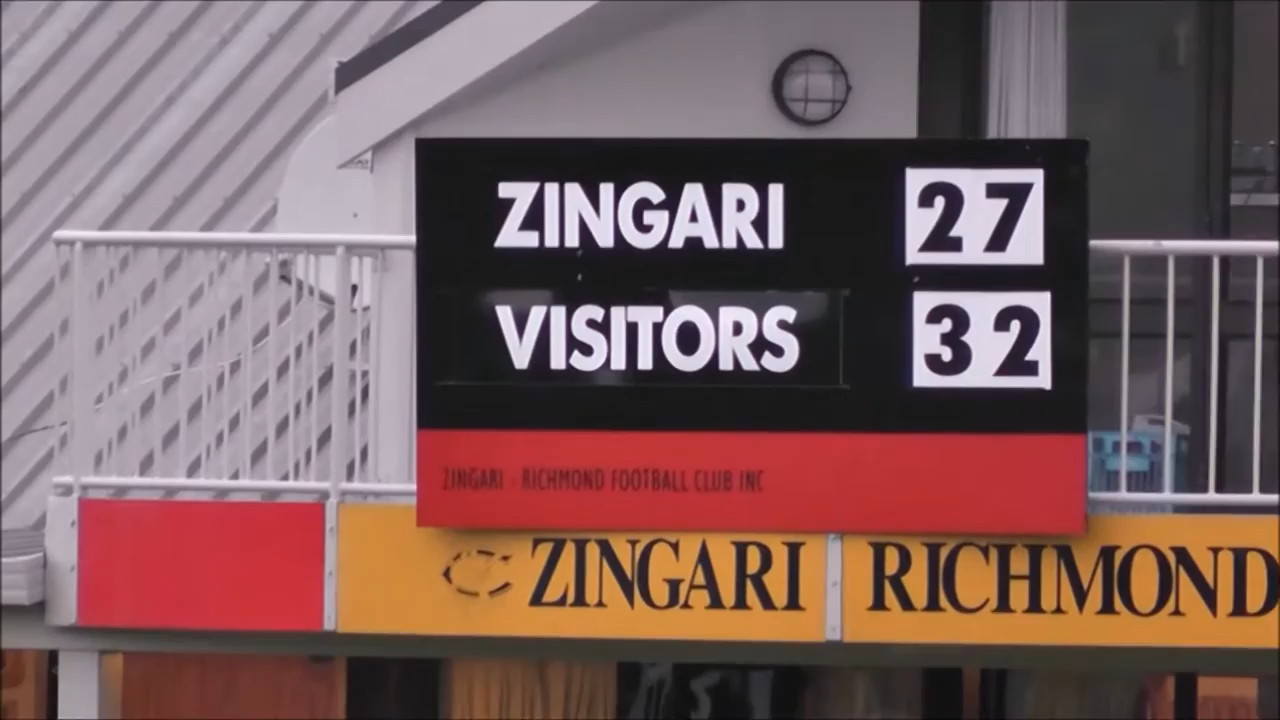 ZINGARI 27
VISITORS 32
ZINGARI - RICHMOND FOOTBALL CLUB INC
ZINGARI RICHMOND